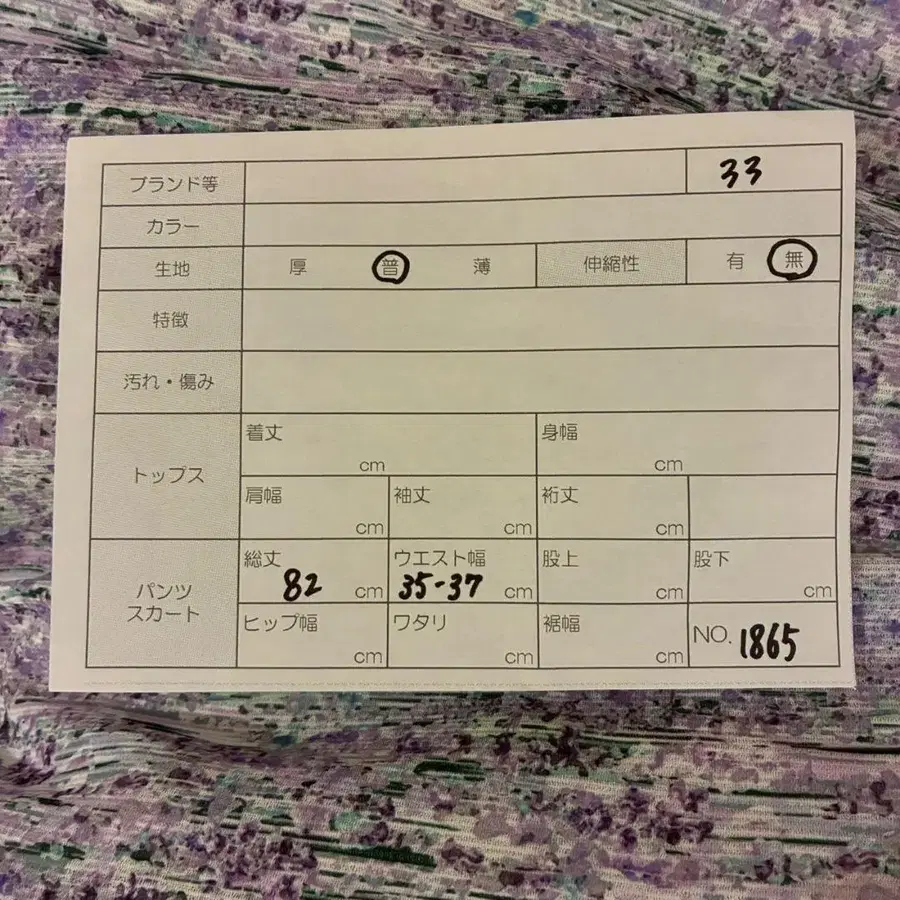 ブランド等 33
カラー
生地 厚 普 薄 伸縮性 有 無
特徴
汚れ・傷み
トップス
着丈 cm 身幅 cm
肩幅 cm 袖丈 cm 裄丈 cm
パンツ
スカート
総丈 82 cm ウエスト幅 35-37 cm 股上 cm 股下 cm
ヒップ幅 cm ワタリ cm 裾幅 cm NO. 1865